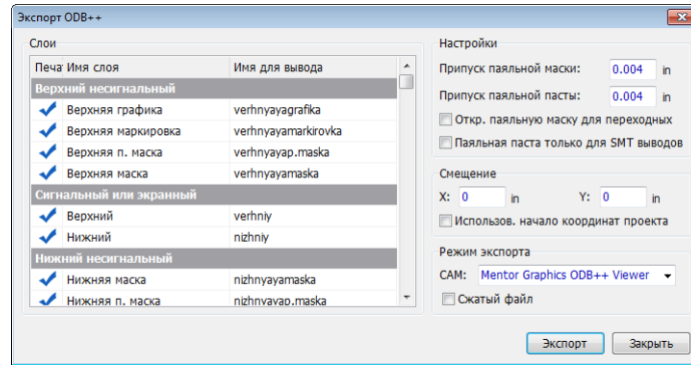 Экспорт ODB++
Слои
Печат Имя слоя Имя для вывода
Верхний несигнальный
Верхняя графика verhnyayagrafika
Верхняя маркировка verhnyayamarkirovka
Верхняя п. маска verhnyayap.maska
Верхняя маска verhnyayamaska
Сигнальный или экранный
Верхний verhniy
Нижний nizhniy
Нижний несигнальный
Нижняя маска nizhnyayamaska
Нижняя п. маска nizhnyayap.maska
Настройки
Припуск паяльной маски: 0.004 in
Припуск паяльной пасты: 0.004 in
Откр. паяльную маску для переходных
Паяльная паста только для SMT выводов
Смещение
X: 0 in Y: 0 in
Использов. начало координат проекта
Режим экспорта
CAM: Mentor Graphics ODB++ Viewer
Сжатый файл
Экспорт Закрыть